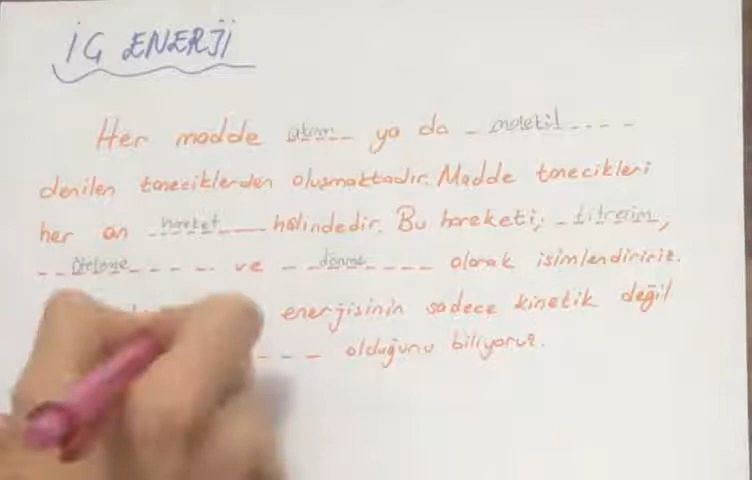 İÇ ENERJİ
Her madde atom ya da molekül
denilen taneciklerden oluşmaktadır. Madde tanecikleri
her an hareket halindedir. Bu hareketi; titreşim,
öteleme ve dönme olarak isimlendiririz.
enerjisinin sadece kinetik değil
olduğunu biliyoruz.